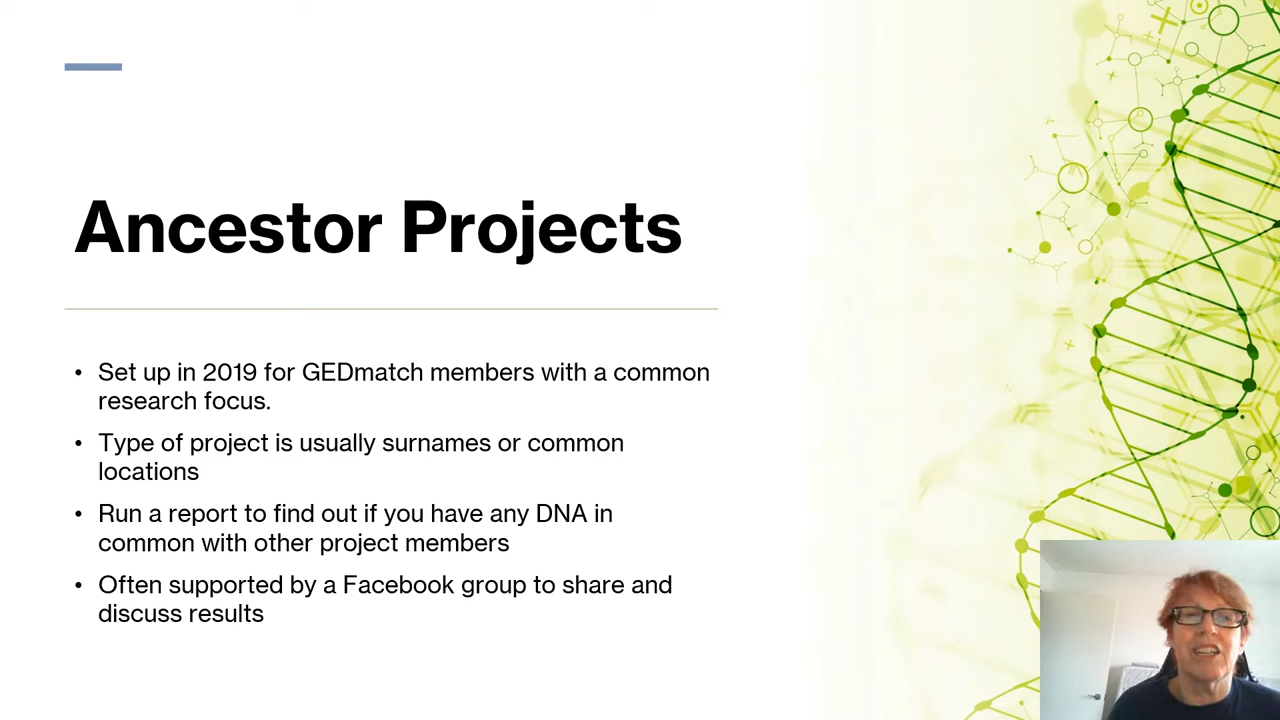 Ancestor Projects
• Set up in 2019 for GEDmatch members with a common
research focus.
• Type of project is usually surnames or common
locations
• Run a report to find out if you have any DNA in
common with other project members
• Often supported by a Facebook group to share and
discuss results